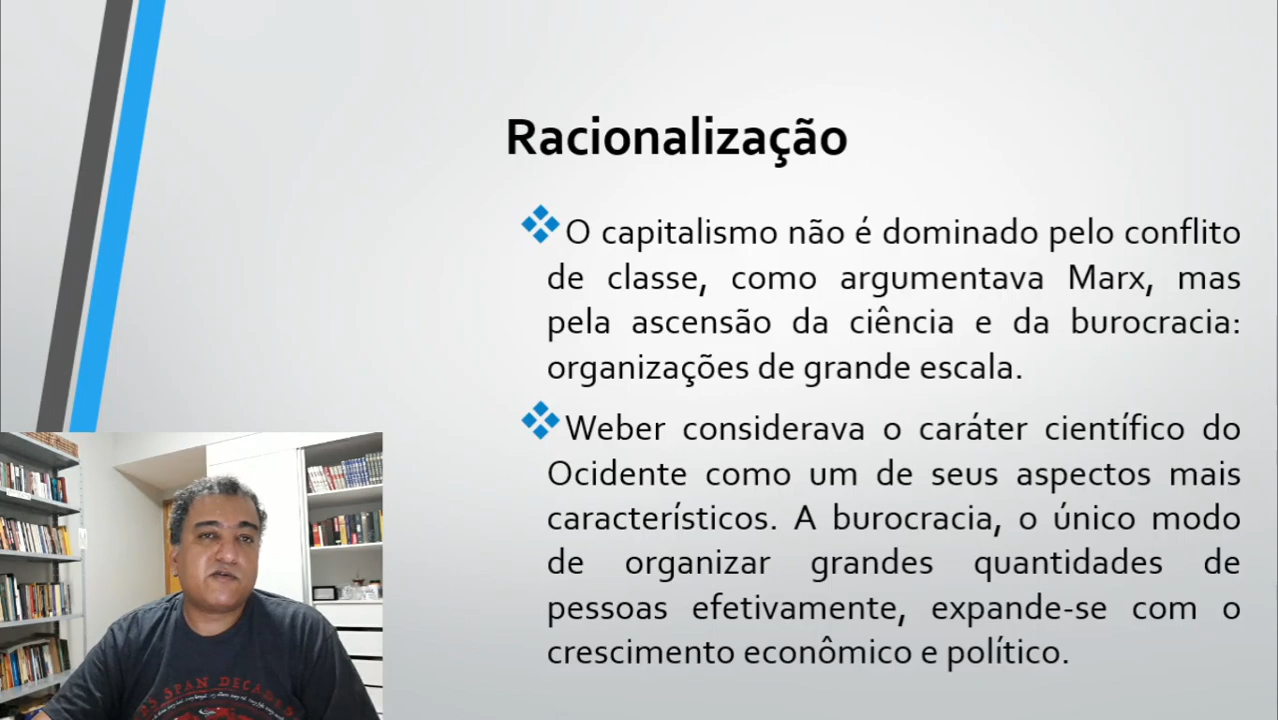 Racionalização
O capitalismo não é dominado pelo conflito
de classe, como argumentava Marx, mas
pela ascensão da ciência e da burocracia:
organizações de grande escala.
Weber considerava o caráter científico do
Ocidente como um de seus aspectos mais
característicos. A burocracia, o único modo
de organizar grandes quantidades de
pessoas efetivamente, expande-se com o
crescimento econômico e político.
SPAN DECADE